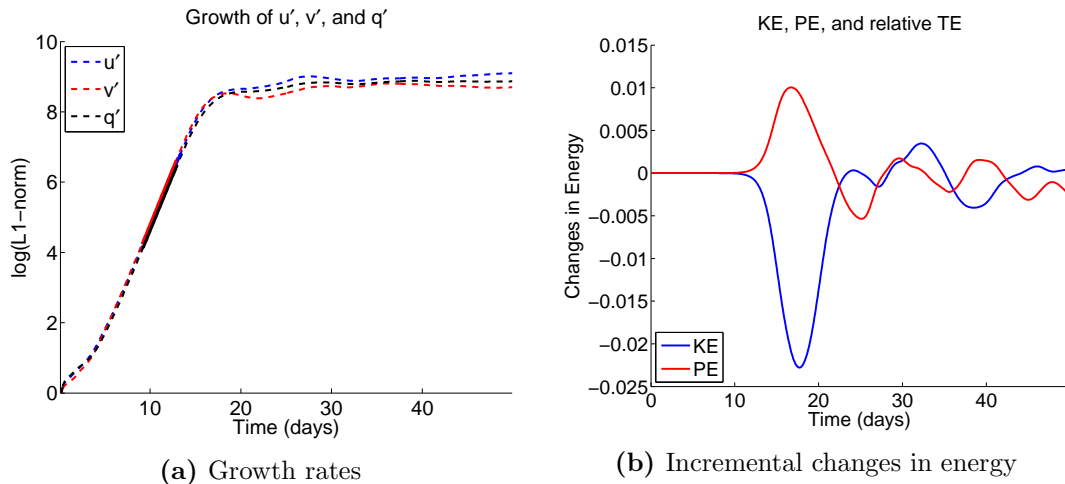 Growth of u′, v′, and q′
10
8
6
4
2
0
log(L1−norm)
u′
v′
q′
10
20
30
40
Time (days)
(a) Growth rates
KE, PE, and relative TE
0.015
0.01
0.005
0
−0.005
−0.01
−0.015
−0.02
−0.025
Changes in Energy
KE
PE
0
10
20
30
40
Time (days)
(b) Incremental changes in energy